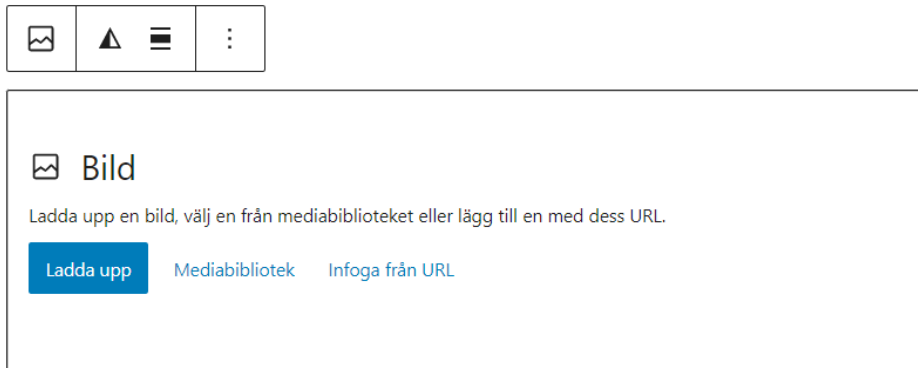 Bild
Ladda upp en bild, välj en från mediabiblioteket eller lägg till en med dess URL.
Ladda upp Mediabibliotek Infoga från URL